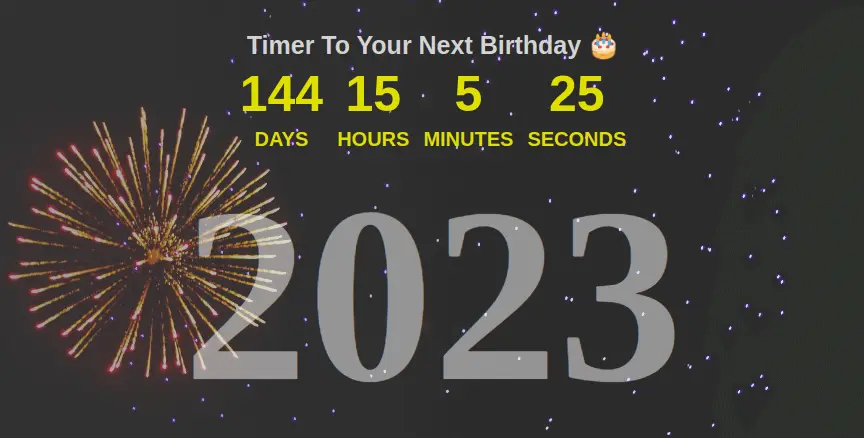 Timer To Your Next Birthday 🎂
144 15 5 25
DAYS HOURS MINUTES SECONDS
2023